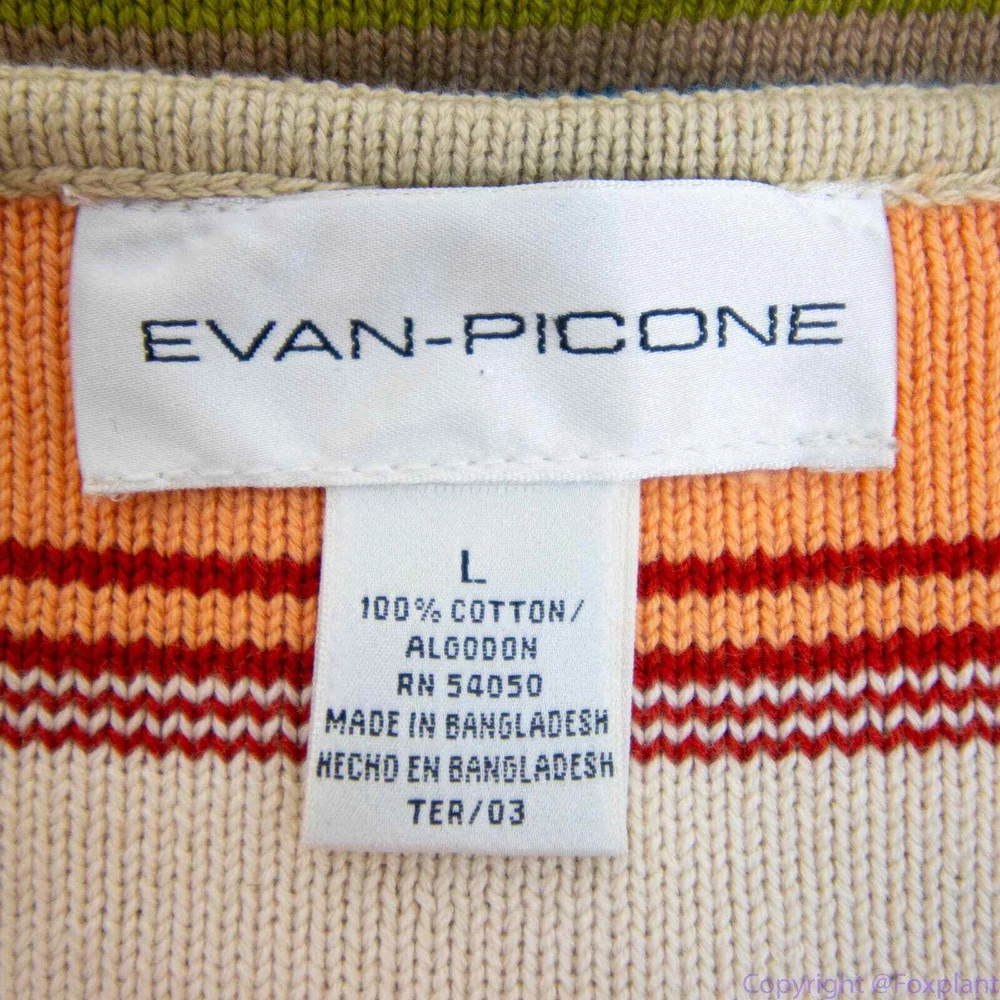 EVAN-PICONE
L
100% COTTON/
ALGODON
RN 54050
MADE IN BANGLADESH
HECHO EN BANGLADESH
TER/03
Copyright @Foxplant